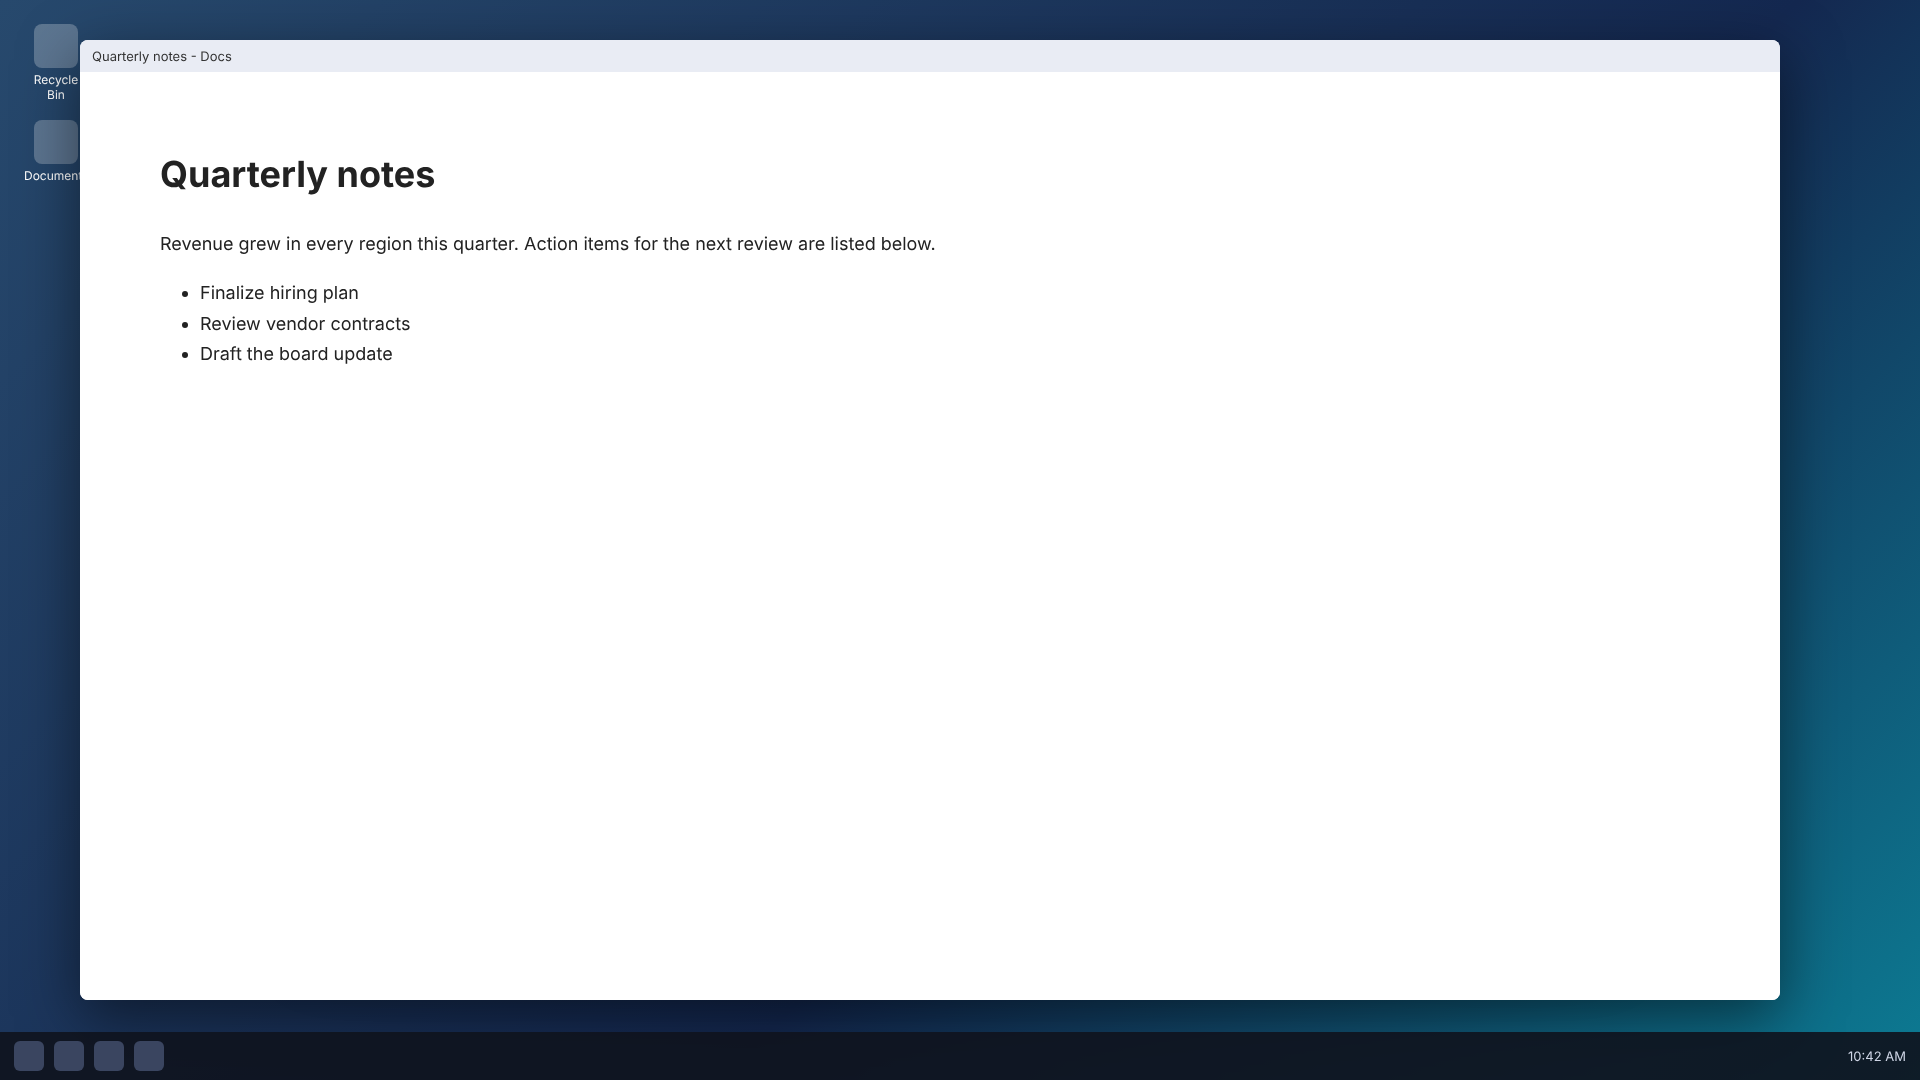 Recycle
Bin
Quarterly notes - Docs
Quarterly notes
Revenue grew in every region this quarter. Action items for the next review are listed below.
Finalize hiring plan
Review vendor contracts
Draft the board update
10:42 AM